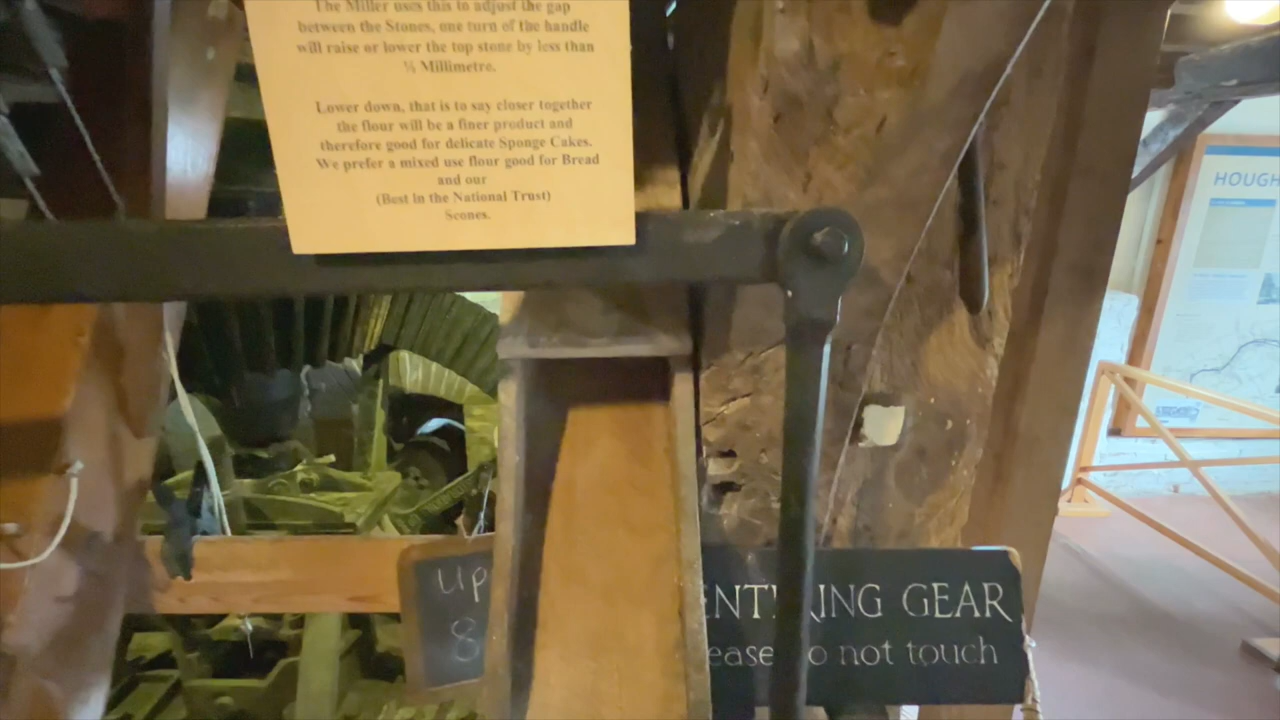 The Miller uses this to adjust the gap
between the Stones, one turn of the handle
will raise or lower the top stone by less than
Millimetre.
Lower down, that is to say closer together
the flour will be a finer product and
therefore good for delicate Sponge Cakes.
We prefer a mixed use flour good for Bread
and our
(Best in the National Trust)
Scones.
HOUGH
up
8
ENTERING GEAR
ease do not touch